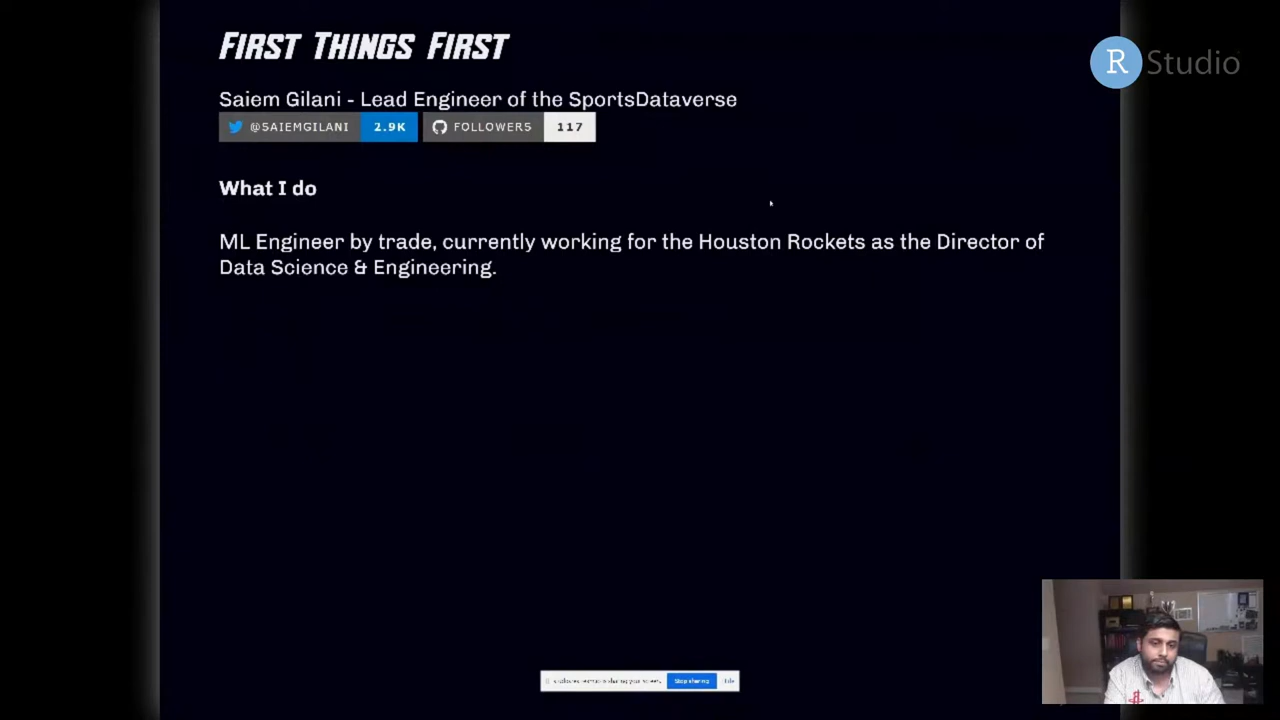 First Things First
R Studio
Saiem Gilani - Lead Engineer of the SportsDataverse
@SAIEMGILANI 2.9K FOLLOWERS 117
What I do
ML Engineer by trade, currently working for the Houston Rockets as the Director of
Data Science & Engineering.
Stop sharing